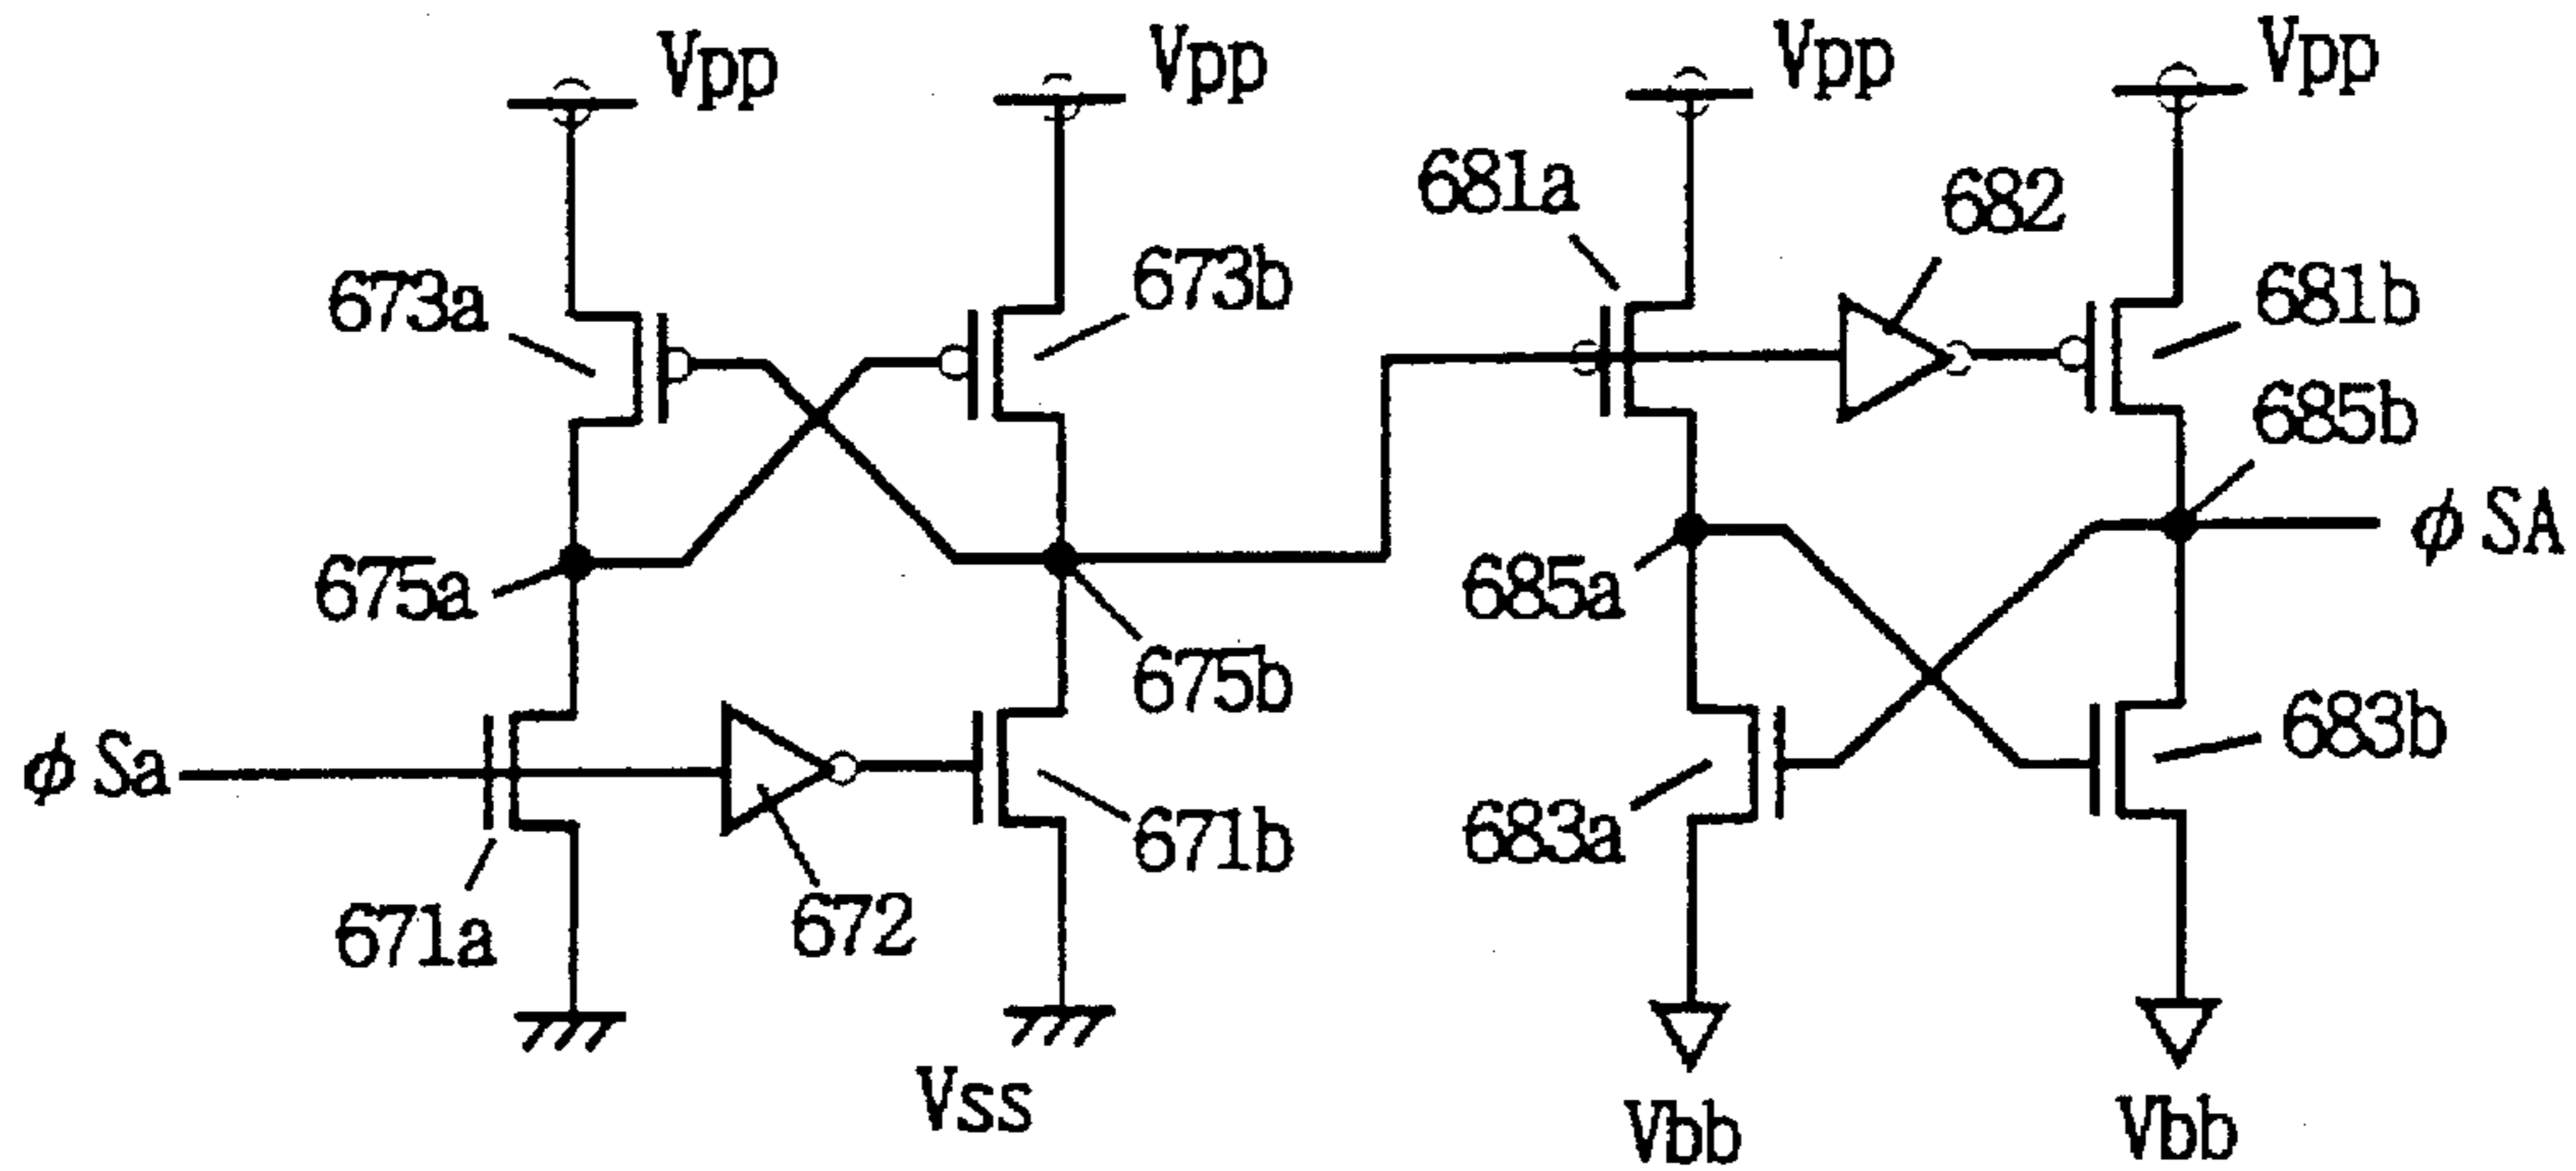 Vpp
Vpp
Vpp
Vpp
681a
682
673a
673b
681b
685b
φSA
675a
685a
675b
φSa
683b
671b
683a
672
671a
Vss
Vbb
Vbb